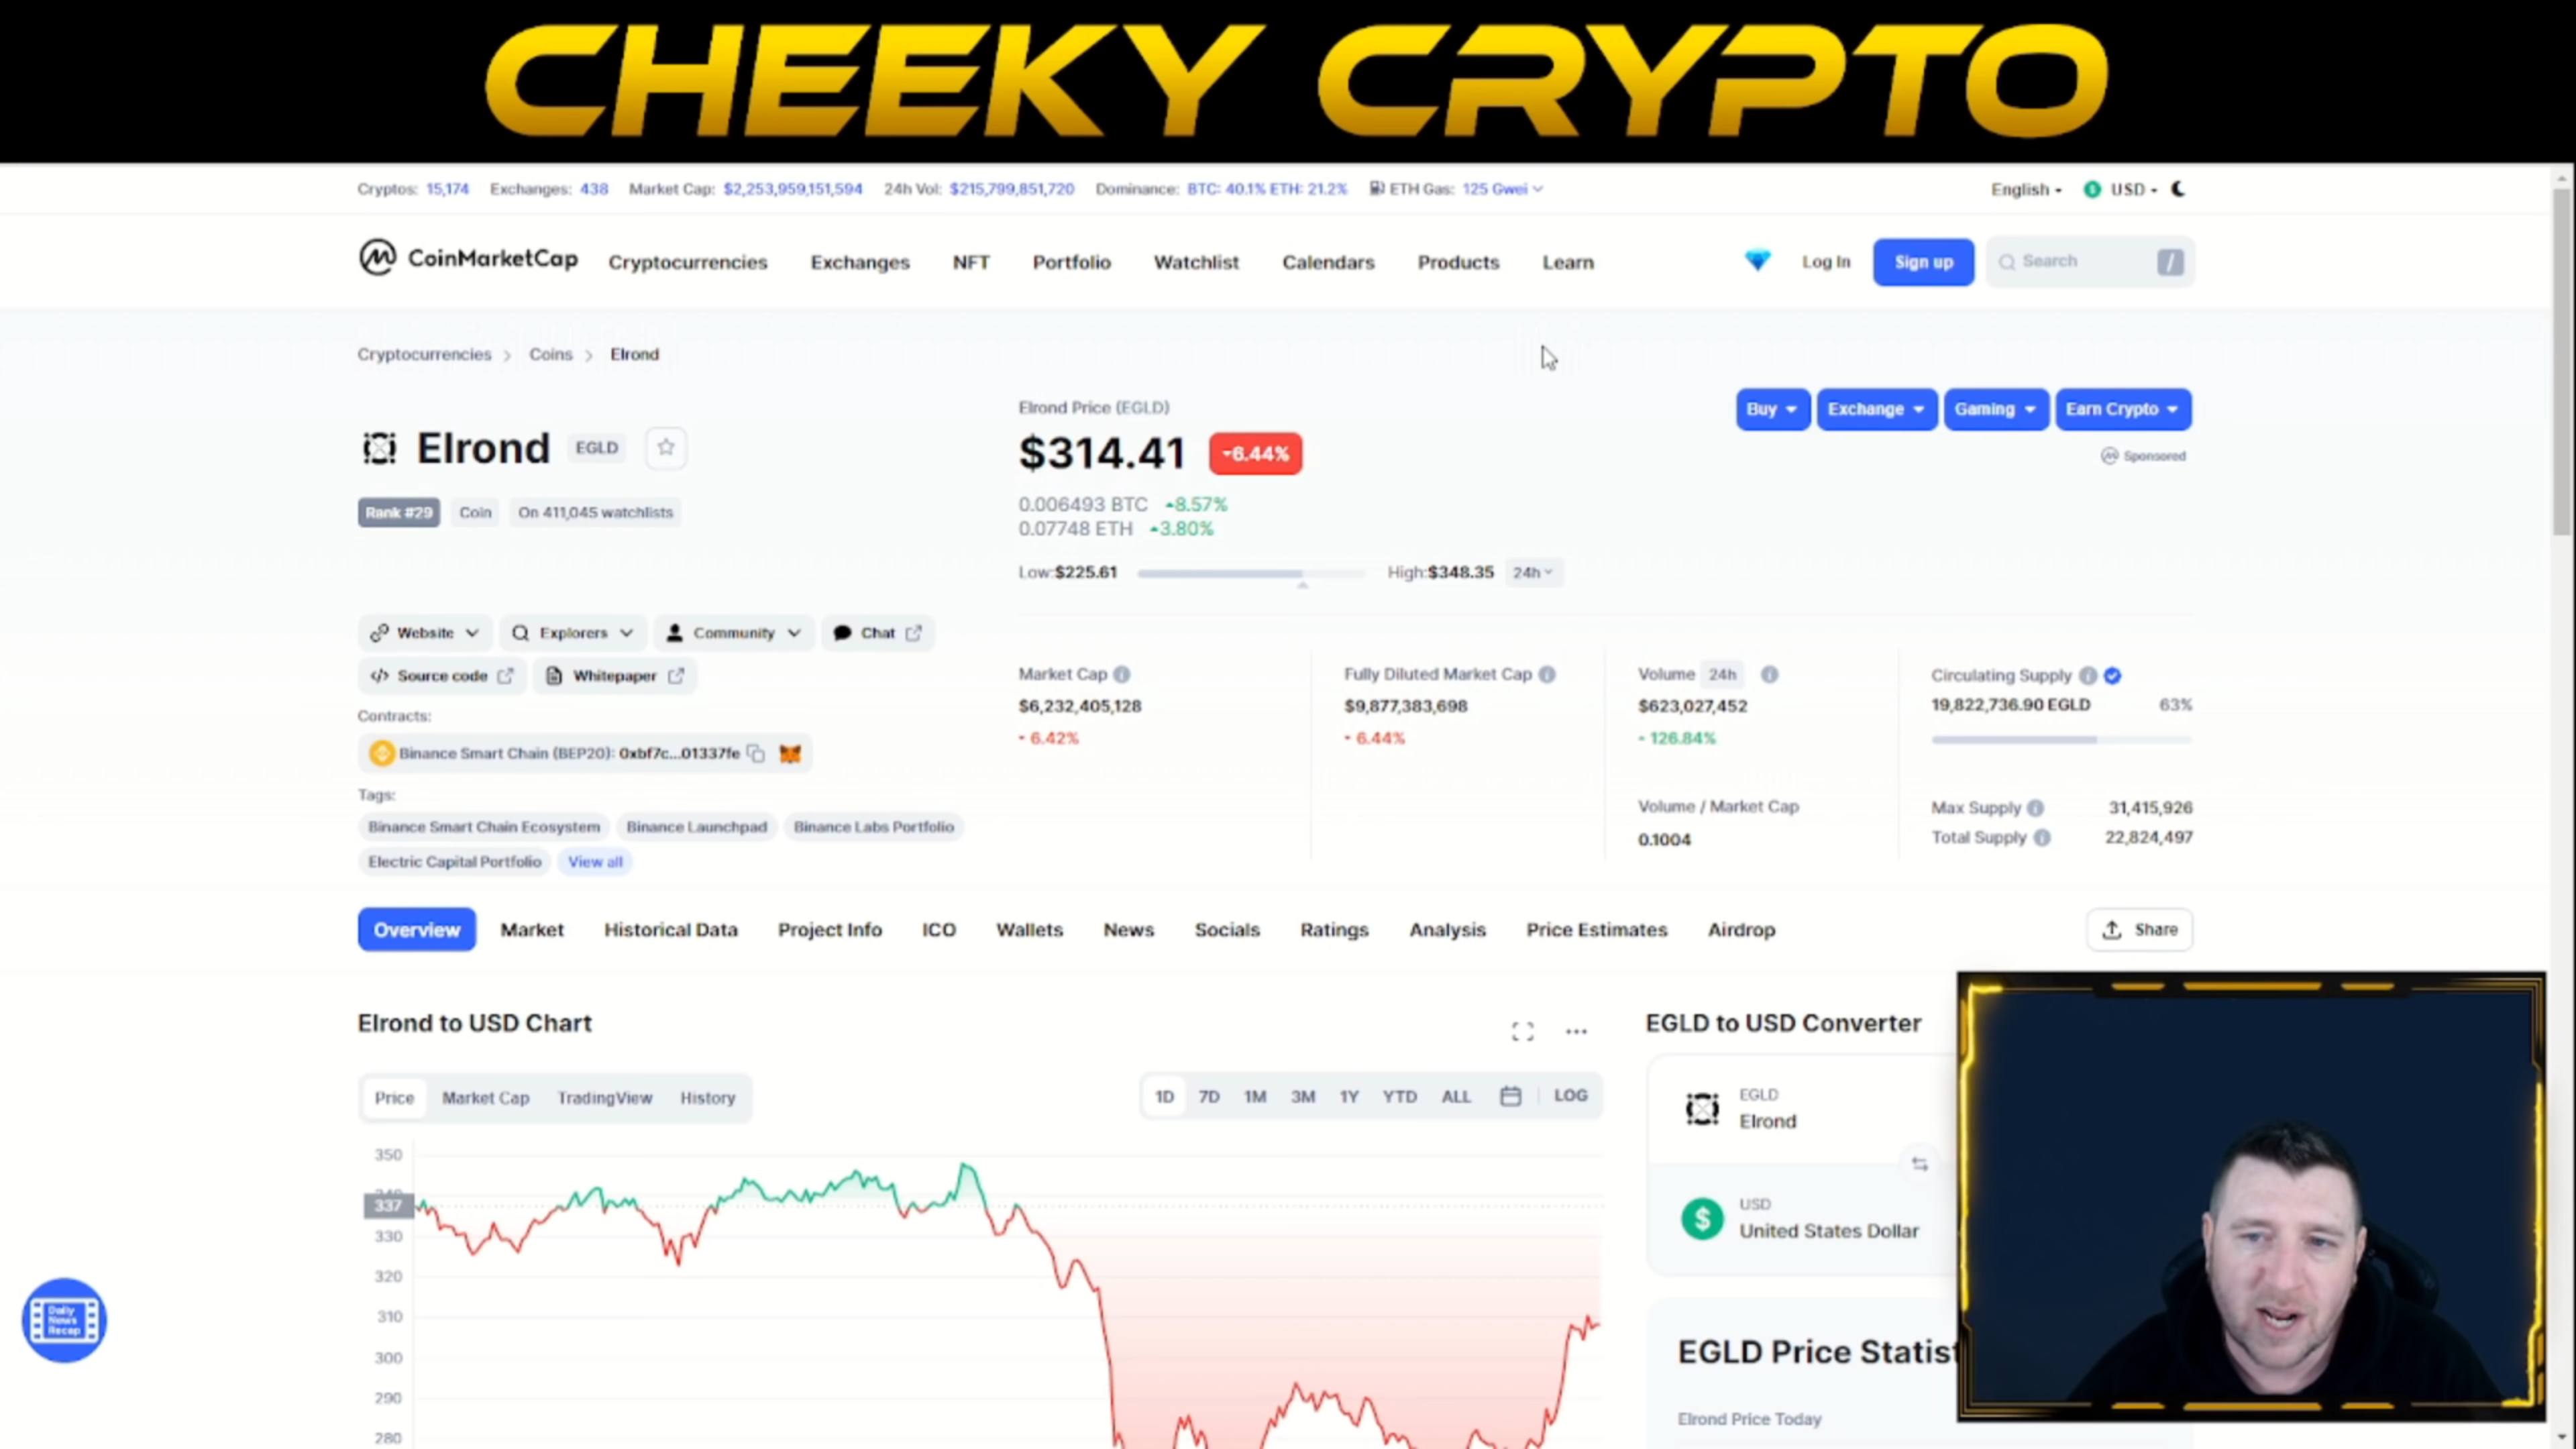 CHEEKY CRYPTO
Cryptos: 15,174 Exchanges: 438 Market Cap: $2,253,959,151,594 24h Vol: $215,799,851,720 Dominance: BTC: 40.1% ETH: 21.2% ETH Gas: 125 Gwei English USD
CoinMarketCap Cryptocurrencies Exchanges NFT Portfolio Watchlist Calendars Products Learn Log In Sign up Search /
Cryptocurrencies > Coins > Elrond
Elrond Price (EGLD)
Buy Exchange Gaming Earn Crypto
Elrond EGLD $314.41 -6.44%
Sponsored
Rank #29 Coin On 411,045 watchlists
0.006493 BTC 8.57%
0.07748 ETH 3.80%
Low:$225.61 High:$348.35 24h
Website Explorers Community Chat
Source code Whitepaper
Market Cap Fully Diluted Market Cap Volume 24h Circulating Supply
$6,232,405,128 $9,877,383,698 $623,027,452 19,822,736.90 EGLD 63%
6.42% 6.44% 126.84%
Contracts:
Binance Smart Chain (BEP20): 0xbf7c...01337fe
Tags:
Binance Smart Chain Ecosystem Binance Launchpad Binance Labs Portfolio
Electric Capital Portfolio View all
Volume / Market Cap Max Supply 31,415,926
0.1004 Total Supply 22,824,497
Overview Market Historical Data Project Info ICO Wallets News Socials Ratings Analysis Price Estimates Airdrop Share
Elrond to USD Chart
Price Market Cap TradingView History 1D 7D 1M 3M 1Y YTD ALL LOG
350
337
330
320
310
300
290
280
EGLD to USD Converter
EGLD
Elrond
USD
$ United States Dollar
EGLD Price Statist
Elrond Price Today
Daily
News
Recap